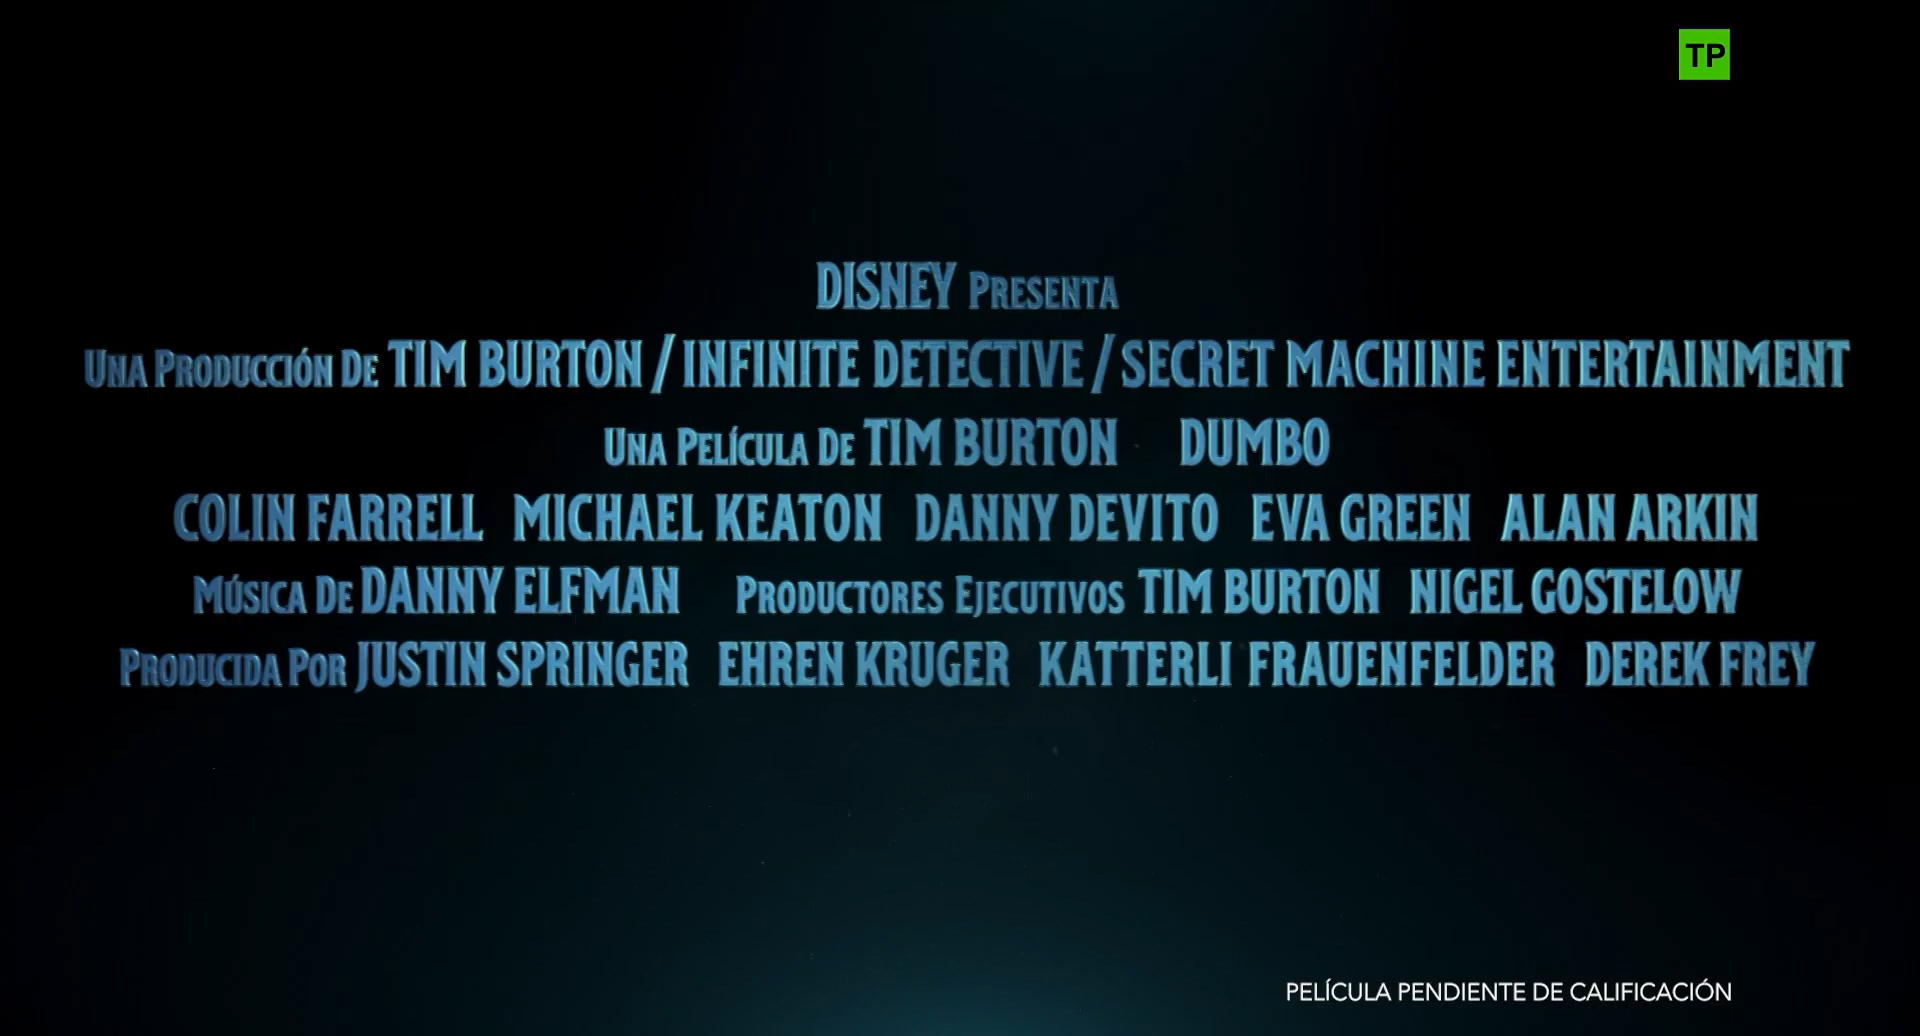 TP
DISNEY PRESENTA
UNA PRODUCCIÓN DE TIM BURTON / INFINITE DETECTIVE / SECRET MACHINE ENTERTAINMENT
UNA PELÍCULA DE TIM BURTON DUMBO
COLIN FARRELL MICHAEL KEATON DANNY DEVITO EVA GREEN ALAN ARKIN
MÚSICA DE DANNY ELFMAN PRODUCTORES EJECUTIVOS TIM BURTON NIGEL GOSTELOW
PRODUCIDA POR JUSTIN SPRINGER EHREN KRUGER KATTERLI FRAUENFELDER DEREK FREY
PELÍCULA PENDIENTE DE CALIFICACIÓN